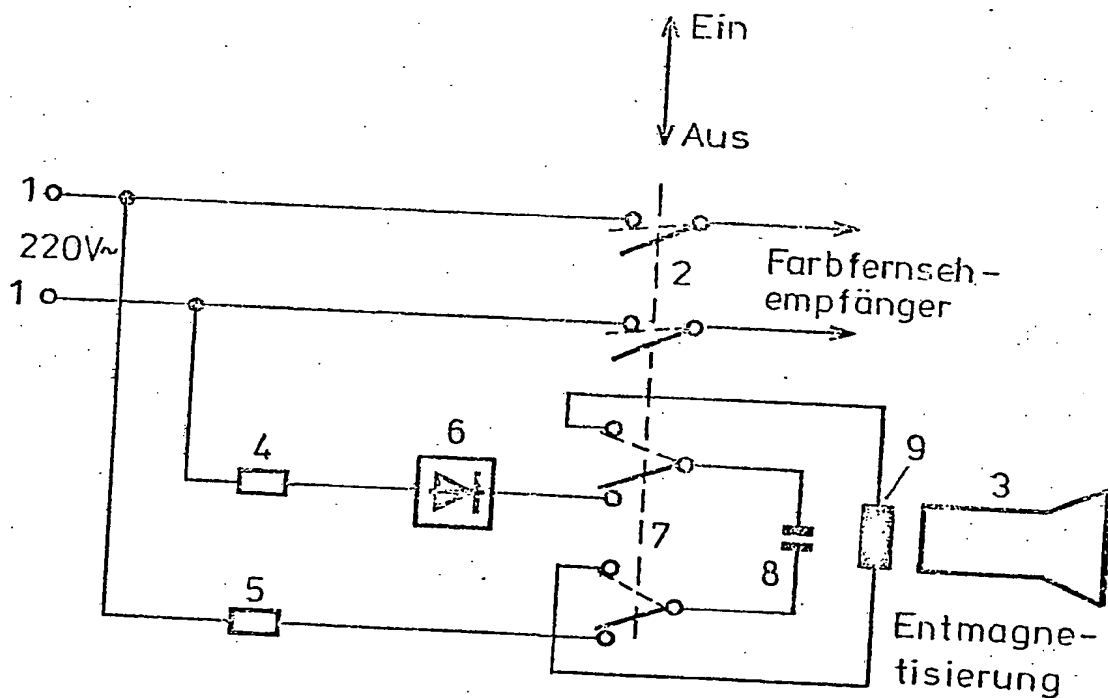 Ein
Aus
1
220V~
1
2
Farbfernseh-
empfänger
4
6
9
3
7
8
5
Entmagne-
tisierung